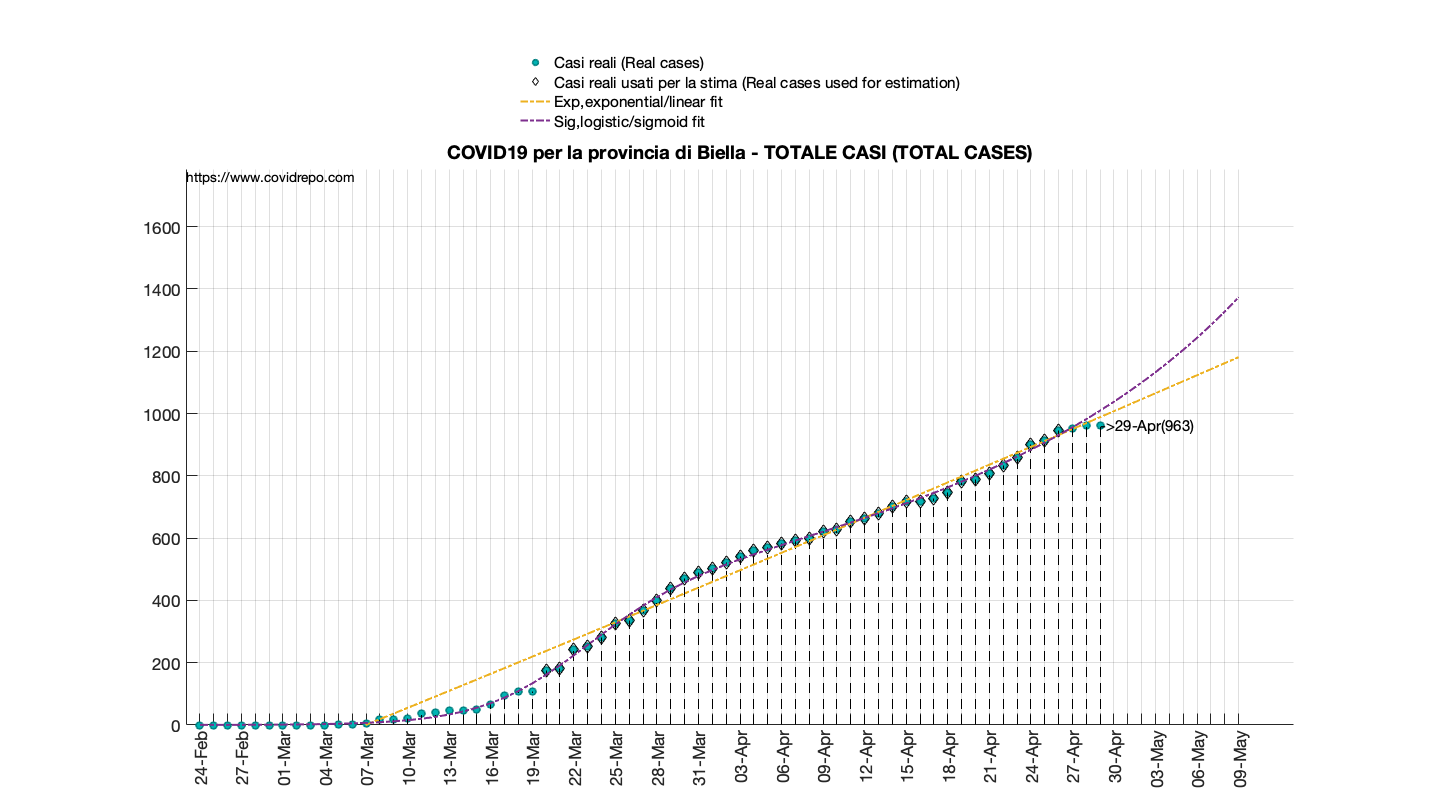 Casi reali (Real cases)
Casi reali usati per la stima (Real cases used for estimation)
Exp,exponential/linear fit
Sig,logistic/sigmoid fit
COVID19 per la provincia di Biella - TOTALE CASI (TOTAL CASES)
https://www.covidrepo.com
1600
1400
1200
1000
800
600
400
200
0
>29-Apr(963)
24-Feb
27-Feb
01-Mar
04-Mar
07-Mar
10-Mar
13-Mar
16-Mar
19-Mar
22-Mar
25-Mar
28-Mar
31-Mar
03-Apr
06-Apr
09-Apr
12-Apr
15-Apr
18-Apr
21-Apr
24-Apr
27-Apr
30-Apr
03-May
06-May
09-May